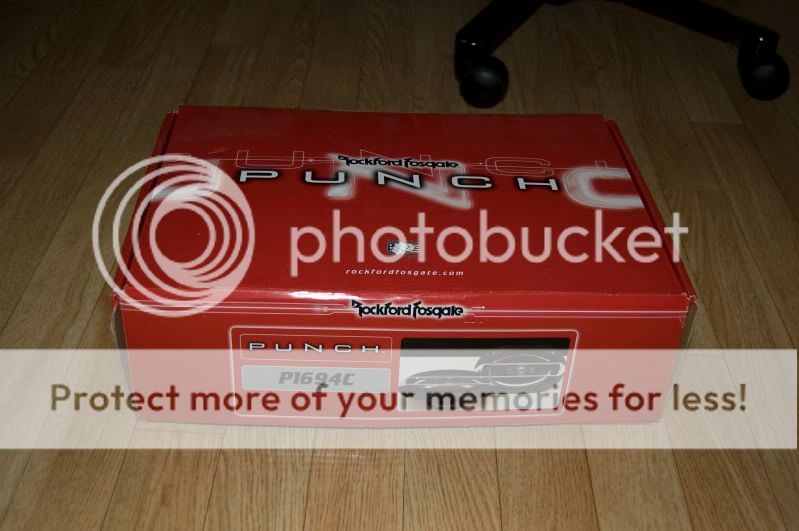 Rockford Fosgate
PUNCH
photobucket
rockfordfosgate.com
Rockford Fosgate
PUNCH
P1694C
Protect more of your memories for less!